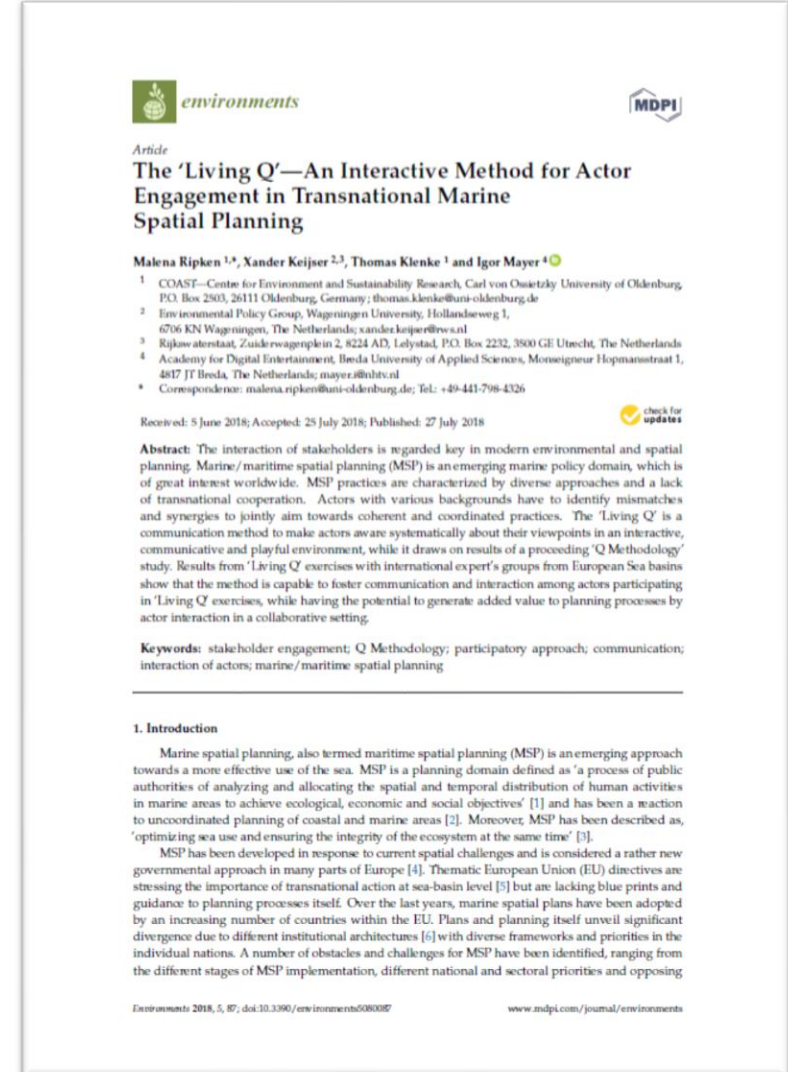 environments
MDPI
Article
The 'Living Q'—An Interactive Method for Actor
Engagement in Transnational Marine
Spatial Planning
Malena Ripken 1,*, Xander Keijser 2,3, Thomas Klenke 1 and Igor Mayer 4
1 COAST—Centre for Environment and Sustainability Research, Carl von Ossietzky University of Oldenburg,
P.O. Box 2503, 26111 Oldenburg, Germany; thomas.klenke@uni-oldenburg.de
2 Environmental Policy Group, Wageningen University, Hollandseweg 1,
6706 KN Wageningen, The Netherlands; xander.keijser@rws.nl
3 Rijkswaterstaat, Zuiderwagenplein 2, 8224 AD, Lelystad, P.O. Box 2232, 3500 GE Utrecht, The Netherlands
4 Academy for Digital Entertainment, Breda University of Applied Sciences, Monseigneur Hopmansstraat 1,
4817 JT Breda, The Netherlands; mayer.i@nhtv.nl
* Correspondence: malena.ripken@uni-oldenburg.de; Tel.: +49-441-798-4326
Received: 5 June 2018; Accepted: 25 July 2018; Published: 27 July 2018
check for
updates
Abstract: The interaction of stakeholders is regarded key in modern environmental and spatial
planning. Marine/maritime spatial planning (MSP) is an emerging marine policy domain, which is
of great interest worldwide. MSP practices are characterized by diverse approaches and a lack
of transnational cooperation. Actors with various backgrounds have to identify mismatches
and synergies to jointly aim towards coherent and coordinated practices. The 'Living Q' is a
communication method to make actors aware systematically about their viewpoints in an interactive,
communicative and playful environment, while it draws on results of a proceeding 'Q Methodology'
study. Results from 'Living Q' exercises with international expert's groups from European Sea basins
show that the method is capable to foster communication and interaction among actors participating
in 'Living Q' exercises, while having the potential to generate added value to planning processes by
actor interaction in a collaborative setting.
Keywords: stakeholder engagement; Q Methodology; participatory approach; communication;
interaction of actors; marine/maritime spatial planning
1. Introduction
Marine spatial planning, also termed maritime spatial planning (MSP) is an emerging approach
towards a more effective use of the sea. MSP is a planning domain defined as 'a process of public
authorities of analyzing and allocating the spatial and temporal distribution of human activities
in marine areas to achieve ecological, economic and social objectives' [1] and has been a reaction
to uncoordinated planning of coastal and marine areas [2]. Moreover, MSP has been described as,
'optimizing sea use and ensuring the integrity of the ecosystem at the same time' [3].
MSP has been developed in response to current spatial challenges and is considered a rather new
governmental approach in many parts of Europe [4]. Thematic European Union (EU) directives are
stressing the importance of transnational action at sea-basin level [5] but are lacking blue prints and
guidance to planning processes itself. Over the last years, marine spatial plans have been adopted
by an increasing number of countries within the EU. Plans and planning itself unveil significant
divergence due to different institutional architectures [6] with diverse frameworks and priorities in the
individual nations. A number of obstacles and challenges for MSP have been identified, ranging from
the different stages of MSP implementation, different national and sectoral priorities and opposing
Environments 2018, 5, 87; doi:10.3390/environments5080087
www.mdpi.com/journal/environments